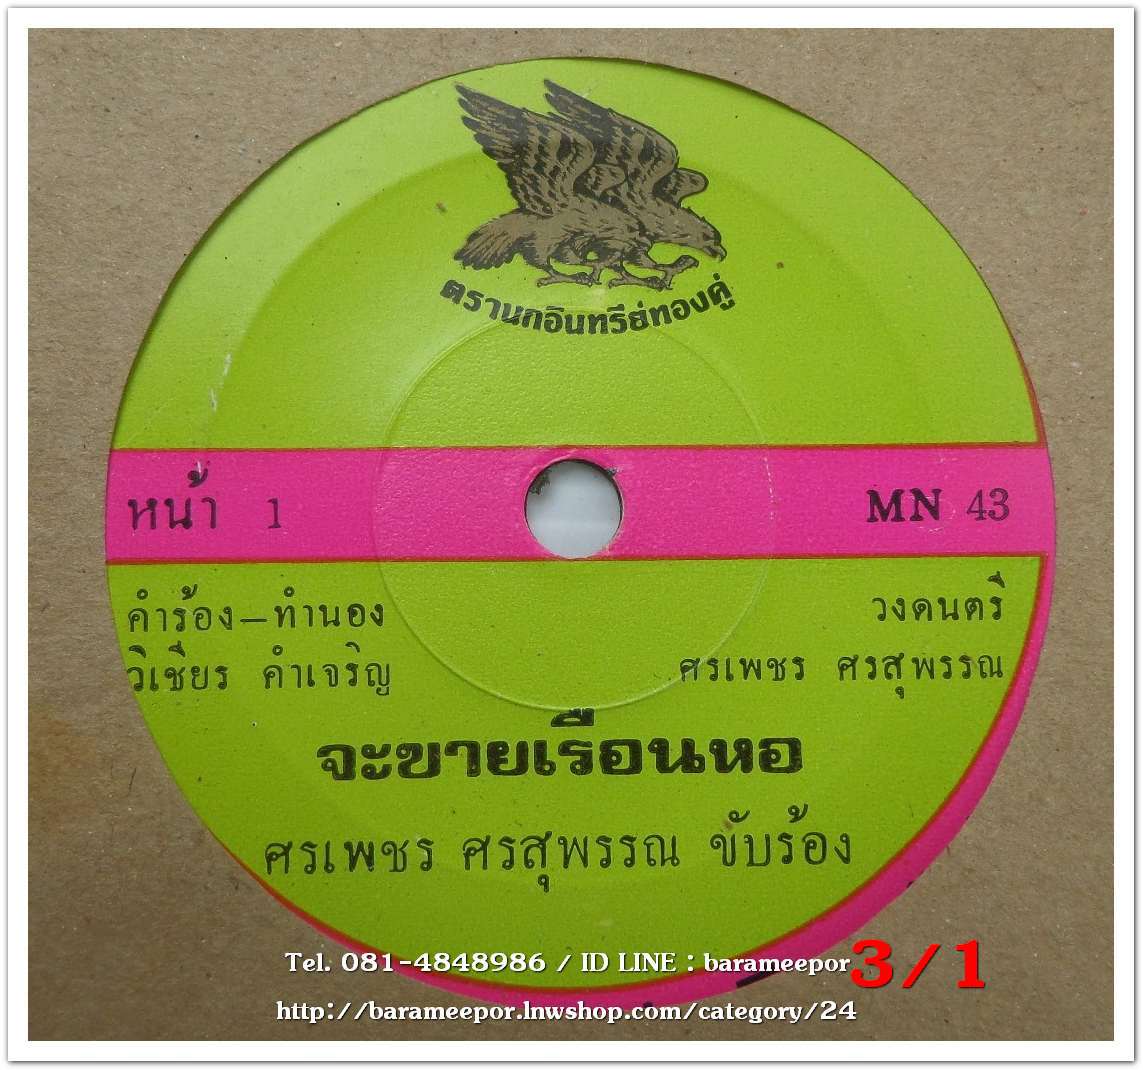 ตรานกอินทรีย์ทองคู่
หน้า 1
MN 43
คำร้อง–ทำนอง
วิเชียร คำเจริญ
วงดนตรี
ศรเพชร ศรสุพรรณ
จะขายเรือนหอ
ศรเพชร ศรสุพรรณ ขับร้อง
Tel. 081-4848986 / ID LINE : barameepor
3/1
http://barameepor.lnwshop.com/category/24